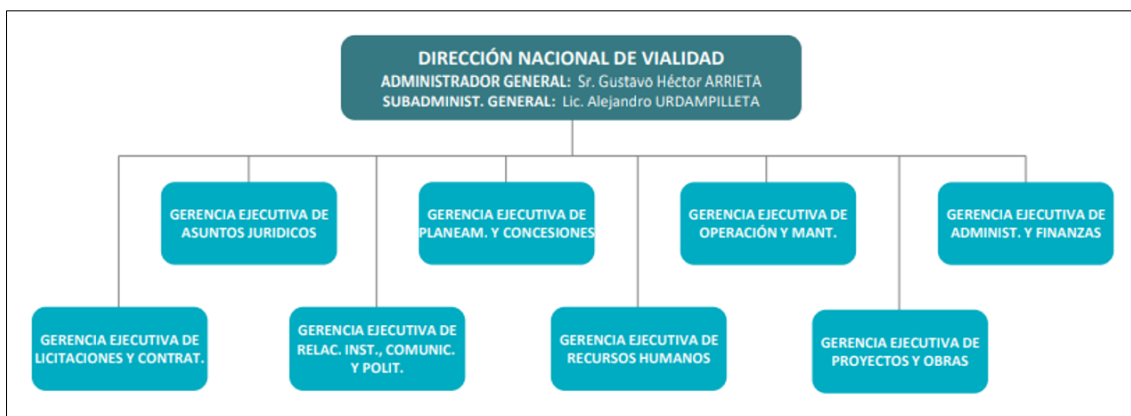 DIRECCIÓN NACIONAL DE VIALIDAD
ADMINISTRADOR GENERAL: Sr. Gustavo Héctor ARRIETA
SUBADMINIST. GENERAL: Lic. Alejandro URDAMPILLETA
GERENCIA EJECUTIVA DE
ASUNTOS JURIDICOS
GERENCIA EJECUTIVA DE
PLANEAM. Y CONCESIONES
GERENCIA EJECUTIVA DE
OPERACIÓN Y MANT.
GERENCIA EJECUTIVA DE
ADMINIST. Y FINANZAS
GERENCIA EJECUTIVA DE
LICITACIONES Y CONTRAT.
GERENCIA EJECUTIVA DE
RELAC. INST., COMUNIC.
Y POLIT.
GERENCIA EJECUTIVA DE
RECURSOS HUMANOS
GERENCIA EJECUTIVA DE
PROYECTOS Y OBRAS